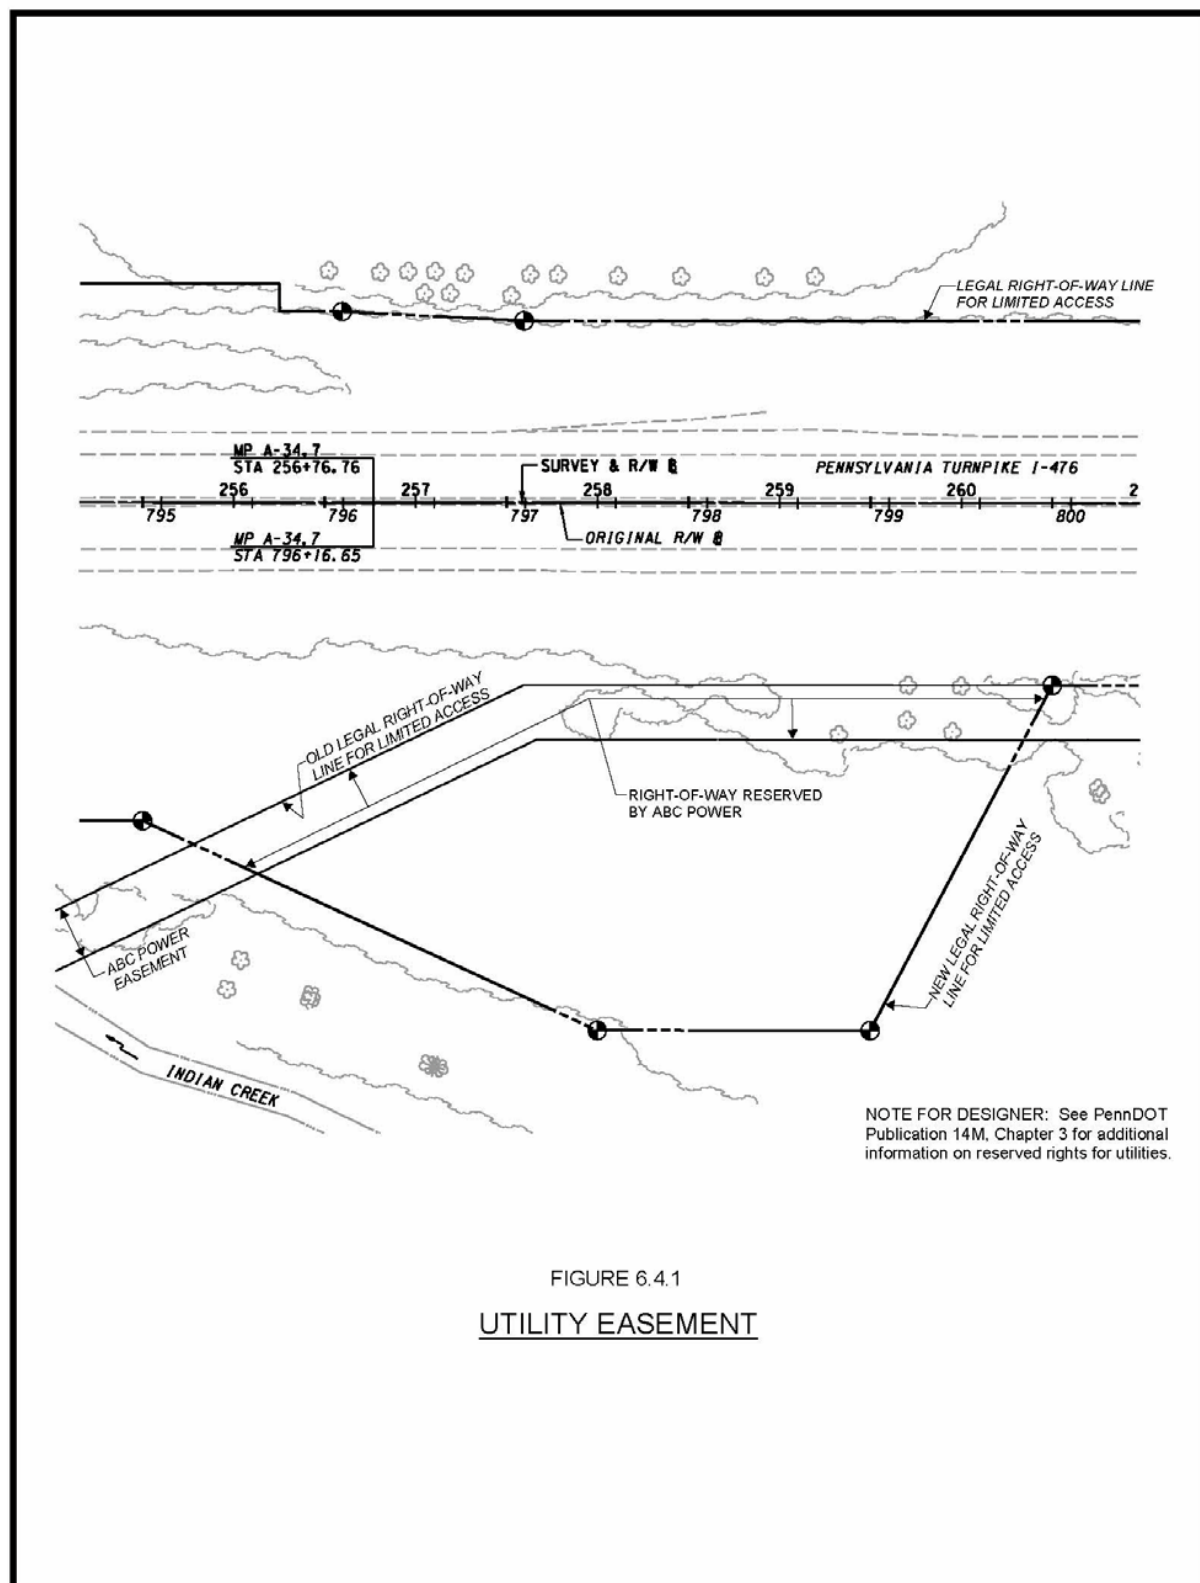 LEGAL RIGHT-OF-WAY LINE
FOR LIMITED ACCESS
MP A-34.7
STA 256+76.76
SURVEY & R/W ℄
PENNSYLVANIA TURNPIKE I-476
256 257 258 259 260 2
795 796 797 798 799 800
MP A-34.7
STA 796+16.65
ORIGINAL R/W ℄
OLD LEGAL RIGHT-OF-WAY
LINE FOR LIMITED ACCESS
RIGHT-OF-WAY RESERVED
BY ABC POWER
NEW LEGAL RIGHT-OF-WAY
LINE FOR LIMITED ACCESS
ABC POWER
EASEMENT
INDIAN CREEK
NOTE FOR DESIGNER: See PennDOT
Publication 14M, Chapter 3 for additional
information on reserved rights for utilities.
FIGURE 6.4.1
UTILITY EASEMENT